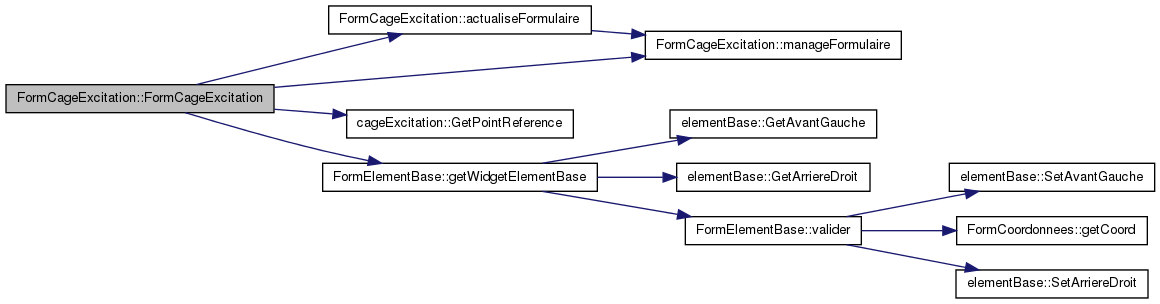 FormCageExcitation::actualiseFormulaire
FormCageExcitation::manageFormulaire
FormCageExcitation::FormCageExcitation
cageExcitation::GetPointReference
elementBase::GetAvantGauche
FormElementBase::getWidgetElementBase
elementBase::GetArriereDroit
elementBase::SetAvantGauche
FormElementBase::valider
FormCoordonnees::getCoord
elementBase::SetArriereDroit